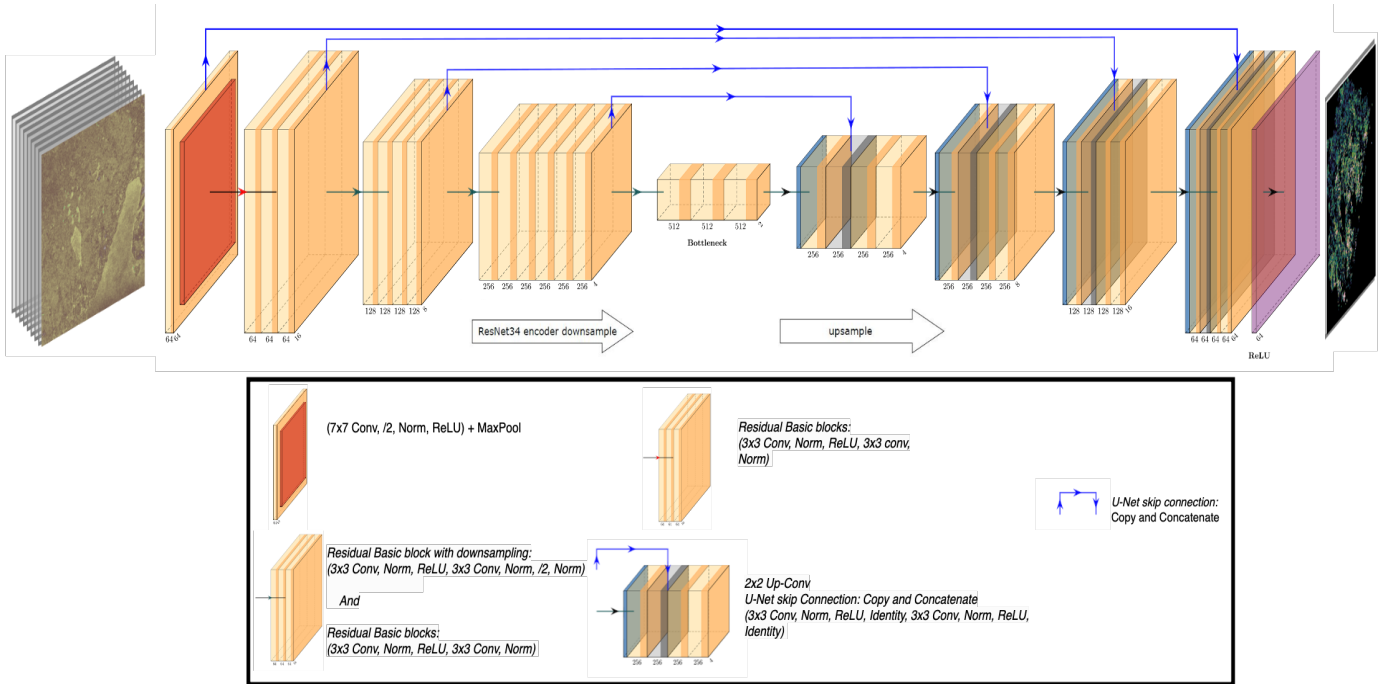 64 64
64 64 64 16
128 128 128 128 8
256 256 256 256 256 256 4
512 512 512 2
Bottleneck
256 256 256 256 4
256 256 256 256 8
128 128 128 128 16
64 64 64 64 64
64
ReLU
ResNet34 encoder downsample
upsample
(7x7 Conv, /2, Norm, ReLU) + MaxPool
Residual Basic blocks:
(3x3 Conv, Norm, ReLU, 3x3 conv,
Norm)
U-Net skip connection:
Copy and Concatenate
Residual Basic block with downsampling:
(3x3 Conv, Norm, ReLU, 3x3 Conv, Norm, /2, Norm)
And
Residual Basic blocks:
(3x3 Conv, Norm, ReLU, 3x3 Conv, Norm)
2x2 Up-Conv
U-Net skip Connection: Copy and Concatenate
(3x3 Conv, Norm, ReLU, Identity, 3x3 Conv, Norm, ReLU,
Identity)
256 256 256 256 4